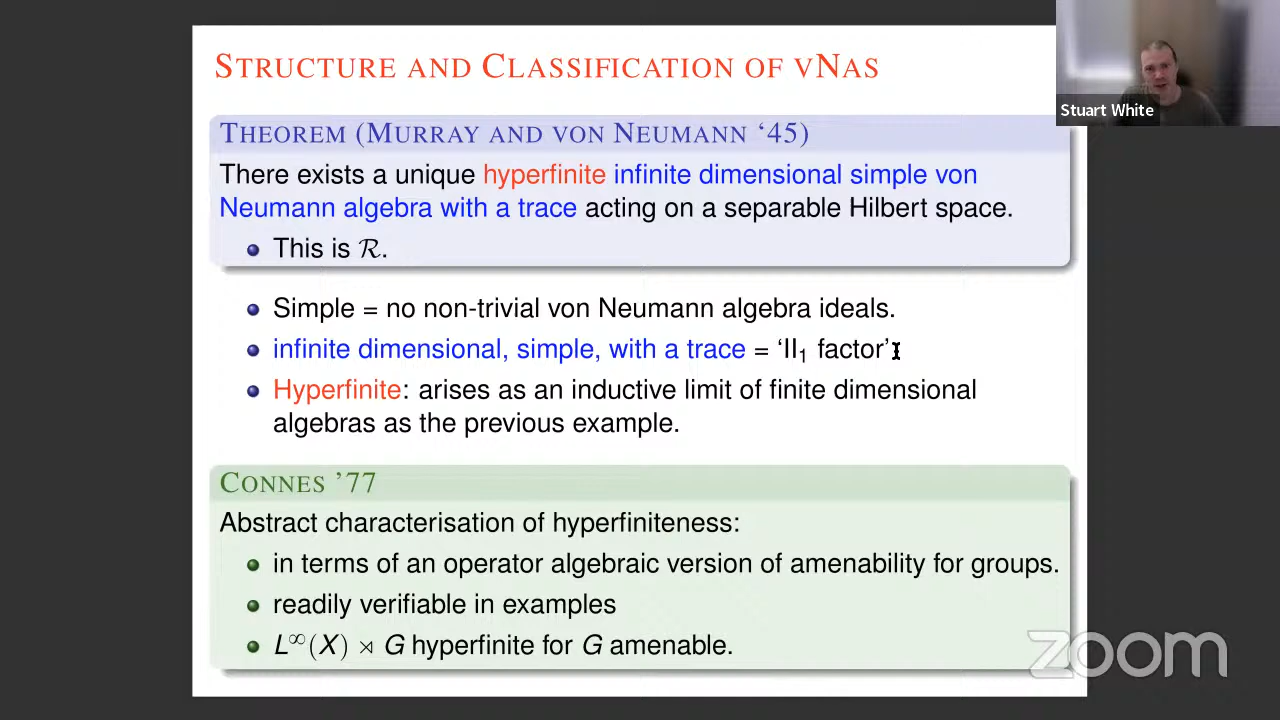 STRUCTURE AND CLASSIFICATION OF VNAS
Stuart White
THEOREM (MURRAY AND VON NEUMANN ‘45)
There exists a unique hyperfinite infinite dimensional simple von
Neumann algebra with a trace acting on a separable Hilbert space.
This is R.
Simple = no non-trivial von Neumann algebra ideals.
infinite dimensional, simple, with a trace = ‘II₁ factor’
Hyperfinite: arises as an inductive limit of finite dimensional
algebras as the previous example.
CONNES ’77
Abstract characterisation of hyperfiniteness:
in terms of an operator algebraic version of amenability for groups.
readily verifiable in examples
L∞(X) ⋊ G hyperfinite for G amenable.
zoom